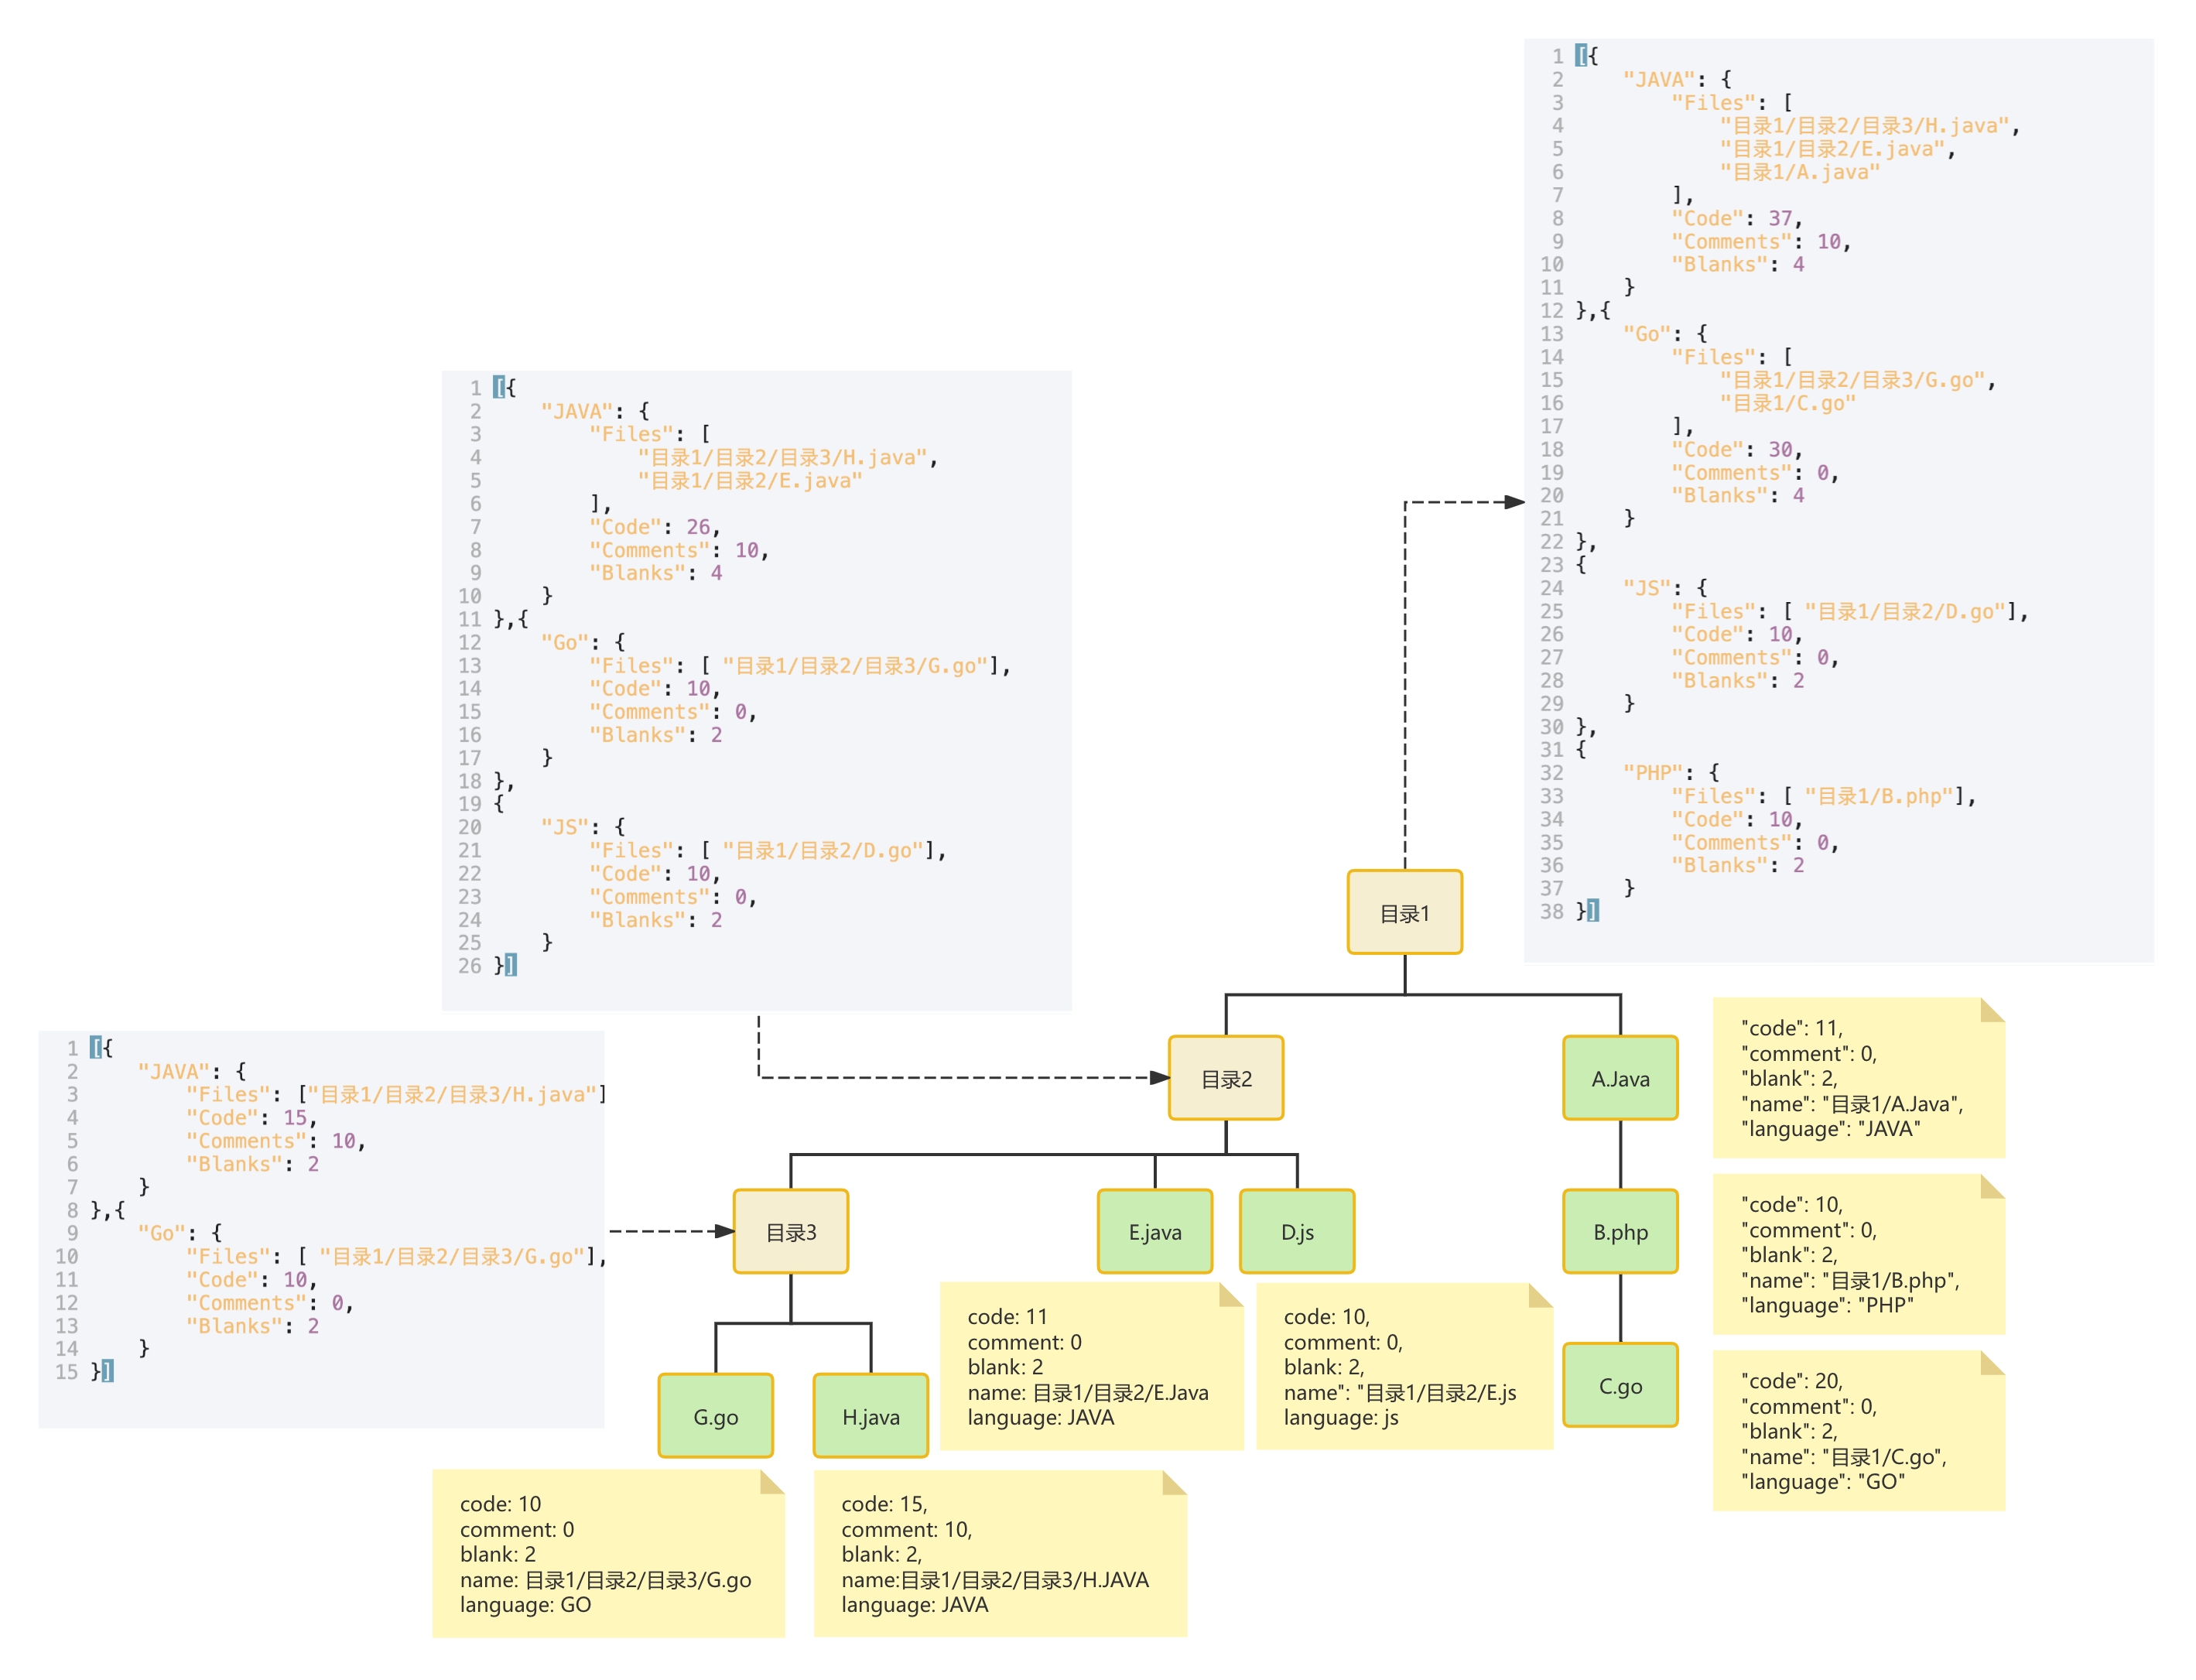 1 [{
2 "JAVA": {
3 "Files": [
4 "目录1/目录2/目录3/H.java",
5 "目录1/目录2/E.java",
6 "目录1/A.java"
7 ],
8 "Code": 37,
9 "Comments": 10,
10 "Blanks": 4
11 }
12 },{
13 "Go": {
14 "Files": [
15 "目录1/目录2/目录3/G.go",
16 "目录1/C.go"
17 ],
18 "Code": 30,
19 "Comments": 0,
20 "Blanks": 4
21 }
22 },
23 {
24 "JS": {
25 "Files": [ "目录1/目录2/D.go"],
26 "Code": 10,
27 "Comments": 0,
28 "Blanks": 2
29 }
30 },
31 {
32 "PHP": {
33 "Files": [ "目录1/B.php"],
34 "Code": 10,
35 "Comments": 0,
36 "Blanks": 2
37 }
38 }]
1 [{
2 "JAVA": {
3 "Files": [
4 "目录1/目录2/目录3/H.java",
5 "目录1/目录2/E.java"
6 ],
7 "Code": 26,
8 "Comments": 10,
9 "Blanks": 4
10 }
11 },{
12 "Go": {
13 "Files": [ "目录1/目录2/目录3/G.go"],
14 "Code": 10,
15 "Comments": 0,
16 "Blanks": 2
17 }
18 },
19 {
20 "JS": {
21 "Files": [ "目录1/目录2/D.go"],
22 "Code": 10,
23 "Comments": 0,
24 "Blanks": 2
25 }
26 }]
1 [{
2 "JAVA": {
3 "Files": ["目录1/目录2/目录3/H.java"]
4 "Code": 15,
5 "Comments": 10,
6 "Blanks": 2
7 }
8 },{
9 "Go": {
10 "Files": [ "目录1/目录2/目录3/G.go"],
11 "Code": 10,
12 "Comments": 0,
13 "Blanks": 2
14 }
15 }]
目录1
目录2
A.Java
"code": 11,
"comment": 0,
"blank": 2,
"name": "目录1/A.Java",
"language": "JAVA"
目录3
E.java
D.js
B.php
"code": 10,
"comment": 0,
"blank": 2,
"name": "目录1/B.php",
"language": "PHP"
code: 11
comment: 0
blank: 2
name: 目录1/目录2/E.Java
language: JAVA
code: 10,
comment: 0,
blank: 2,
name": "目录1/目录2/E.js
language: js
C.go
"code": 20,
"comment": 0,
"blank": 2,
"name": "目录1/C.go",
"language": "GO"
G.go
H.java
code: 10
comment: 0
blank: 2
name: 目录1/目录2/目录3/G.go
language: GO
code: 15,
comment: 10,
blank: 2,
name:目录1/目录2/目录3/H.JAVA
language: JAVA